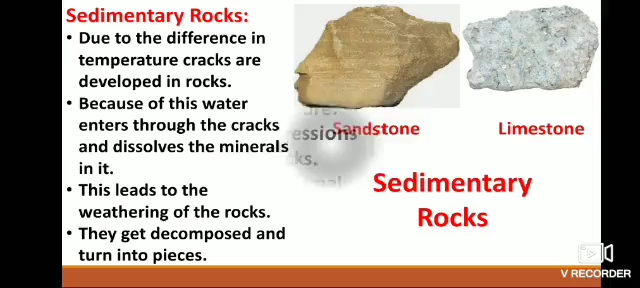 Sedimentary Rocks:
• Due to the difference in
temperature cracks are
developed in rocks.
• Because of this water
enters through the cracks
and dissolves the minerals
in it.
• This leads to the
weathering of the rocks.
• They get decomposed and
turn into pieces.
essions
Sandstone
Limestone
Sedimentary
Rocks
V RECORDER